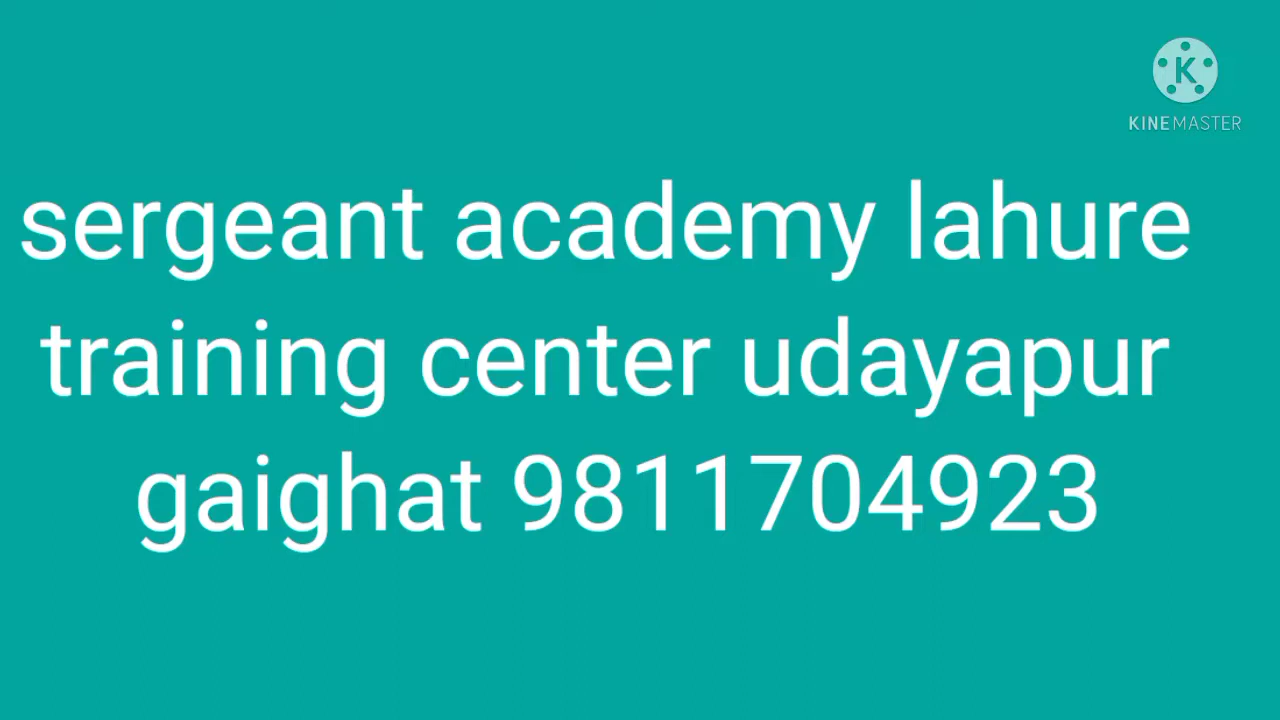 K
KINEMASTER
sergeant academy lahure
training center udayapur
gaighat 9811704923